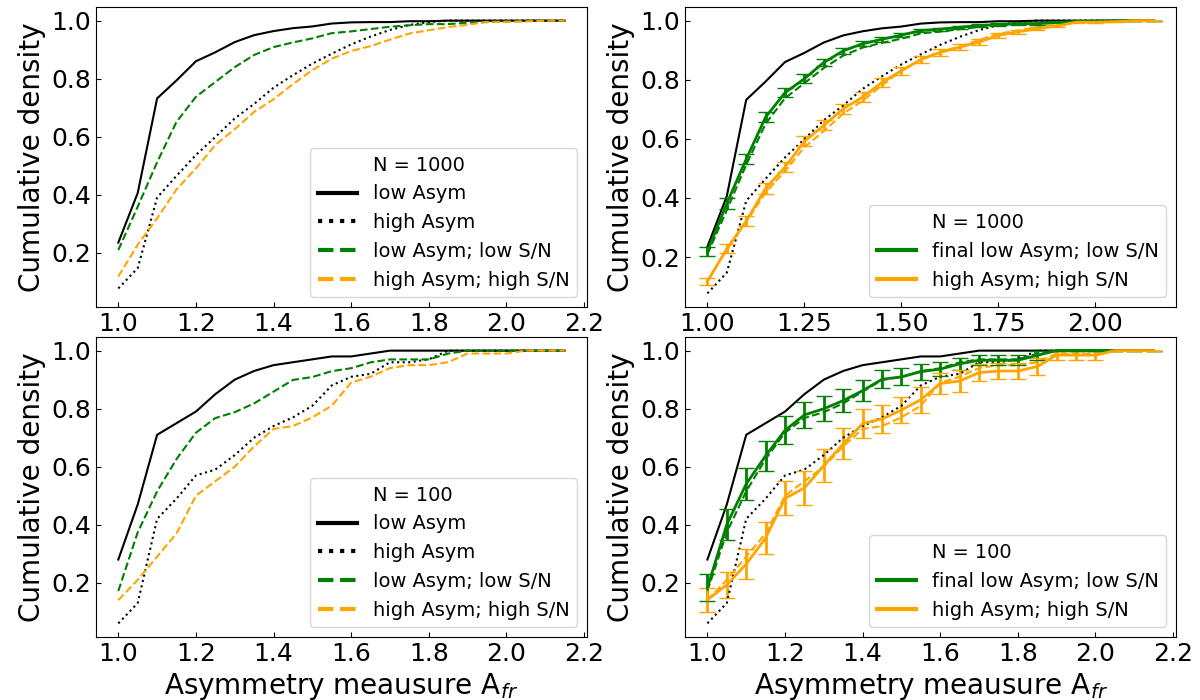 Cumulative density
1.0
0.8
0.6
0.4
0.2
N = 1000
low Asym
high Asym
low Asym; low S/N
high Asym; high S/N
1.0 1.2 1.4 1.6 1.8 2.0 2.2
Cumulative density
1.0
0.8
0.6
0.4
0.2
N = 1000
final low Asym; low S/N
high Asym; high S/N
1.00 1.25 1.50 1.75 2.00
Cumulative density
1.0
0.8
0.6
0.4
0.2
N = 100
low Asym
high Asym
low Asym; low S/N
high Asym; high S/N
1.0 1.2 1.4 1.6 1.8 2.0 2.2
Asymmetry meausure A_fr
Cumulative density
1.0
0.8
0.6
0.4
0.2
N = 100
final low Asym; low S/N
high Asym; high S/N
1.0 1.2 1.4 1.6 1.8 2.0 2.2
Asymmetry meausure A_fr